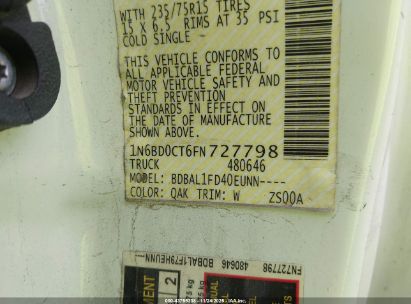 WITH 235/75R15 TIRES
15 X 6.5 RIMS AT 35 PSI
COLD SINGLE
THIS VEHICLE CONFORMS TO
ALL APPLICABLE FEDERAL
MOTOR VEHICLE SAFETY AND
THEFT PREVENTION
STANDARDS IN EFFECT ON
THE DATE OF MANUFACTURE
SHOWN ABOVE.
1N6BD0CT6FN727798
TRUCK 480646
MODEL: BDBAL1FD40EUNN----
COLOR: QAK TRIM: W ZS00A
FN727798 480646
2